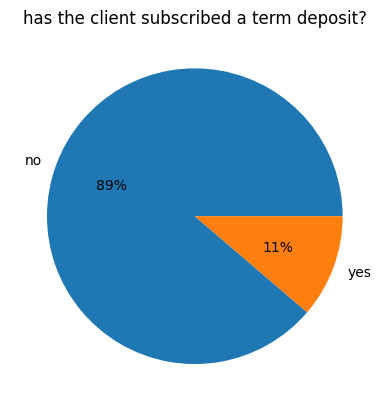 has the client subscribed a term deposit?
no
89%
11%
yes